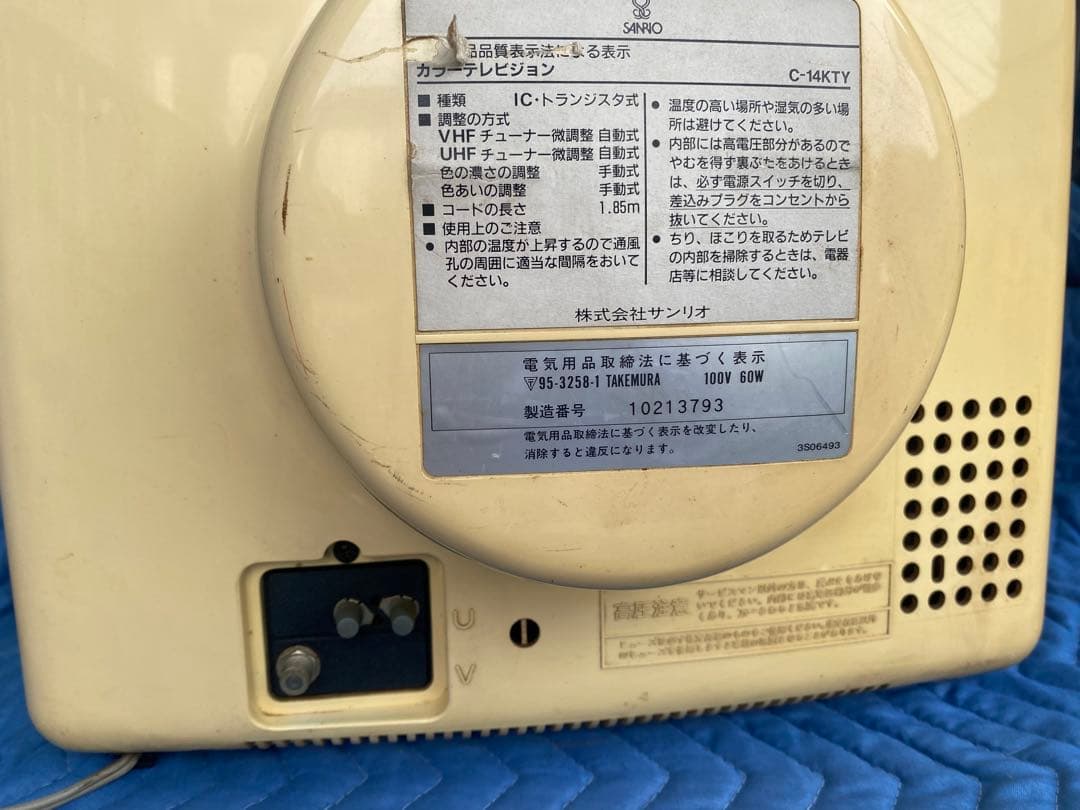 SANRIO
品品質表示法による表示
カラーテレビジョン C-14KTY
■ 種類 IC・トランジスタ式
■ 調整の方式
VHF チューナー微調整 自動式
UHF チューナー微調整 自動式
色の濃さの調整 手動式
色あいの調整 手動式
■ コードの長さ 1.85m
■ 使用上のご注意
● 内部の温度が上昇するので通風
孔の周囲に適当な間隔をおいて
ください。
● 温度の高い場所や湿気の多い場
所は避けてください。
● 内部には高電圧部分があるので
やむを得ず裏ぶたをあけるとき
は、必ず電源スイッチを切り、
差込みプラグをコンセントから
抜いてください。
● ちり、ほこりを取るためテレビ
の内部を掃除するときは、電器
店等に相談してください。
株式会社サンリオ
電気用品取締法に基づく表示
95-3258-1 TAKEMURA 100V 60W
製造番号 10213793
電気用品取締法に基づく表示を改変したり、
消除すると違反になります。
3S06493
U
V
高圧注意